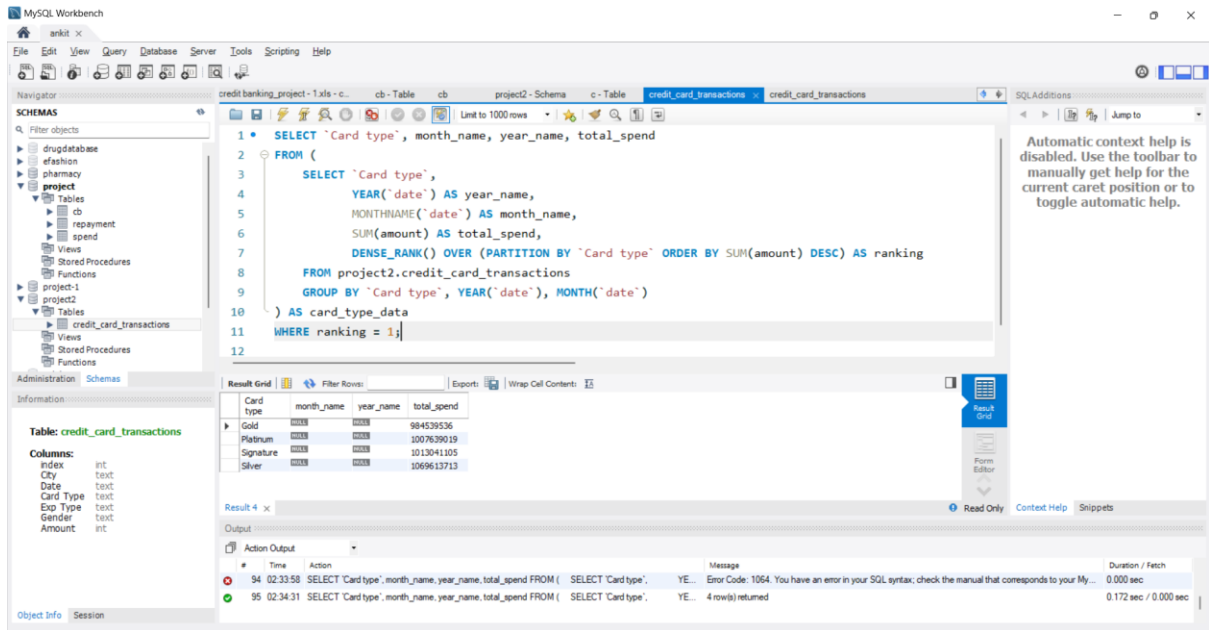 MySQL Workbench
ankit ×
File Edit View Query Database Server Tools Scripting Help
Navigator
SCHEMAS
Filter objects
drugdatabase
efashion
pharmacy
project
Tables
cb
repayment
spend
Views
Stored Procedures
Functions
project-1
project2
Tables
credit_card_transactions
Views
Stored Procedures
Functions
Administration Schemas
Information
Table: credit_card_transactions
Columns:
index int
City text
Date text
Card Type text
Exp Type text
Gender text
Amount int
Object Info Session
credit banking_project - 1.xls - c... cb - Table cb project2 - Schema c - Table credit_card_transactions × credit_card_transactions
Limit to 1000 rows
1 SELECT `Card type`, month_name, year_name, total_spend
2 FROM (
3 SELECT `Card type`,
4 YEAR(`date`) AS year_name,
5 MONTHNAME(`date`) AS month_name,
6 SUM(amount) AS total_spend,
7 DENSE_RANK() OVER (PARTITION BY `Card type` ORDER BY SUM(amount) DESC) AS ranking
8 FROM project2.credit_card_transactions
9 GROUP BY `Card type`, YEAR(`date`), MONTH(`date`)
10 ) AS card_type_data
11 WHERE ranking = 1;
12
Result Grid Filter Rows: Export: Wrap Cell Content:
Card type month_name year_name total_spend
Gold NULL NULL 984539536
Platinum NULL NULL 1007639019
Signature NULL NULL 1013041105
Silver NULL NULL 1069613713
Result Grid
Form Editor
Result 4 ×
Read Only
Output
Action Output
# Time Action Message Duration / Fetch
94 02:33:58 SELECT `Card type`, month_name, year_name, total_spend FROM ( SELECT `Card type`, YE... Error Code: 1064. You have an error in your SQL syntax; check the manual that corresponds to your My... 0.000 sec
95 02:34:31 SELECT `Card type`, month_name, year_name, total_spend FROM ( SELECT `Card type`, YE... 4 row(s) returned 0.172 sec / 0.000 sec
SQLAdditions
Jump to
Automatic context help is
disabled. Use the toolbar to
manually get help for the
current caret position or to
toggle automatic help.
Context Help Snippets